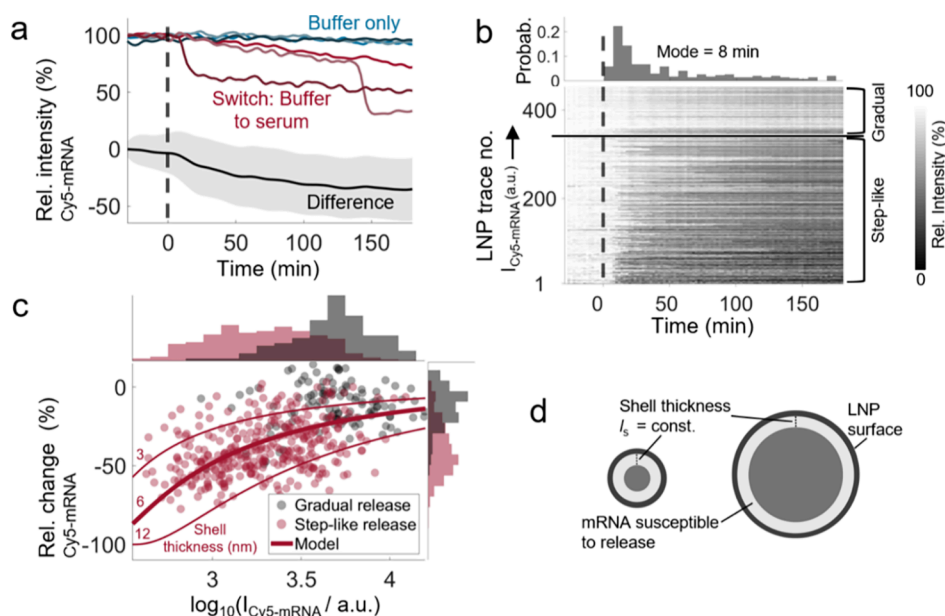 a
Buffer only
Switch: Buffer
to serum
Difference
Rel. intensity (%)
Cy5-mRNA
100
50
0
-50
0
50
100
150
Time (min)
b
Probab.
0.2
0.1
0
Mode = 8 min
LNP trace no.
I Cy5-mRNA (a.u.)
400
200
1
Gradual
Step-like
100
0
Rel. Intensity (%)
0
50
100
150
Time (min)
c
Rel. change (%)
Cy5-mRNA
0
-50
-100
3
6
12
Shell
thickness (nm)
Gradual release
Step-like release
Model
3
3.5
4
log10(ICy5-mRNA / a.u.)
d
Shell thickness
ls = const.
LNP
surface
mRNA susceptible
to release